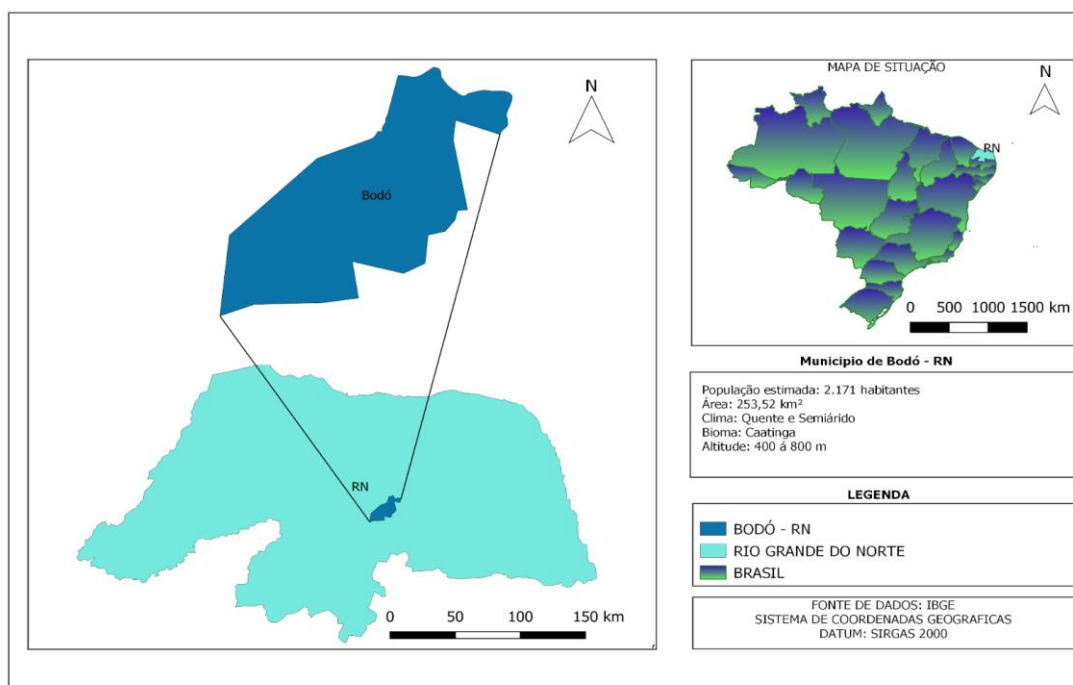 N
Bodó
RN
0 50 100 150 km
MAPA DE SITUAÇÃO
N
RN
0 500 1000 1500 km
Municipio de Bodó - RN
População estimada: 2.171 habitantes
Área: 253,52 km²
Clima: Quente e Semiárido
Bioma: Caatinga
Altitude: 400 á 800 m
LEGENDA
BODÓ - RN
RIO GRANDE DO NORTE
BRASIL
FONTE DE DADOS: IBGE
SISTEMA DE COORDENADAS GEOGRAFICAS
DATUM: SIRGAS 2000